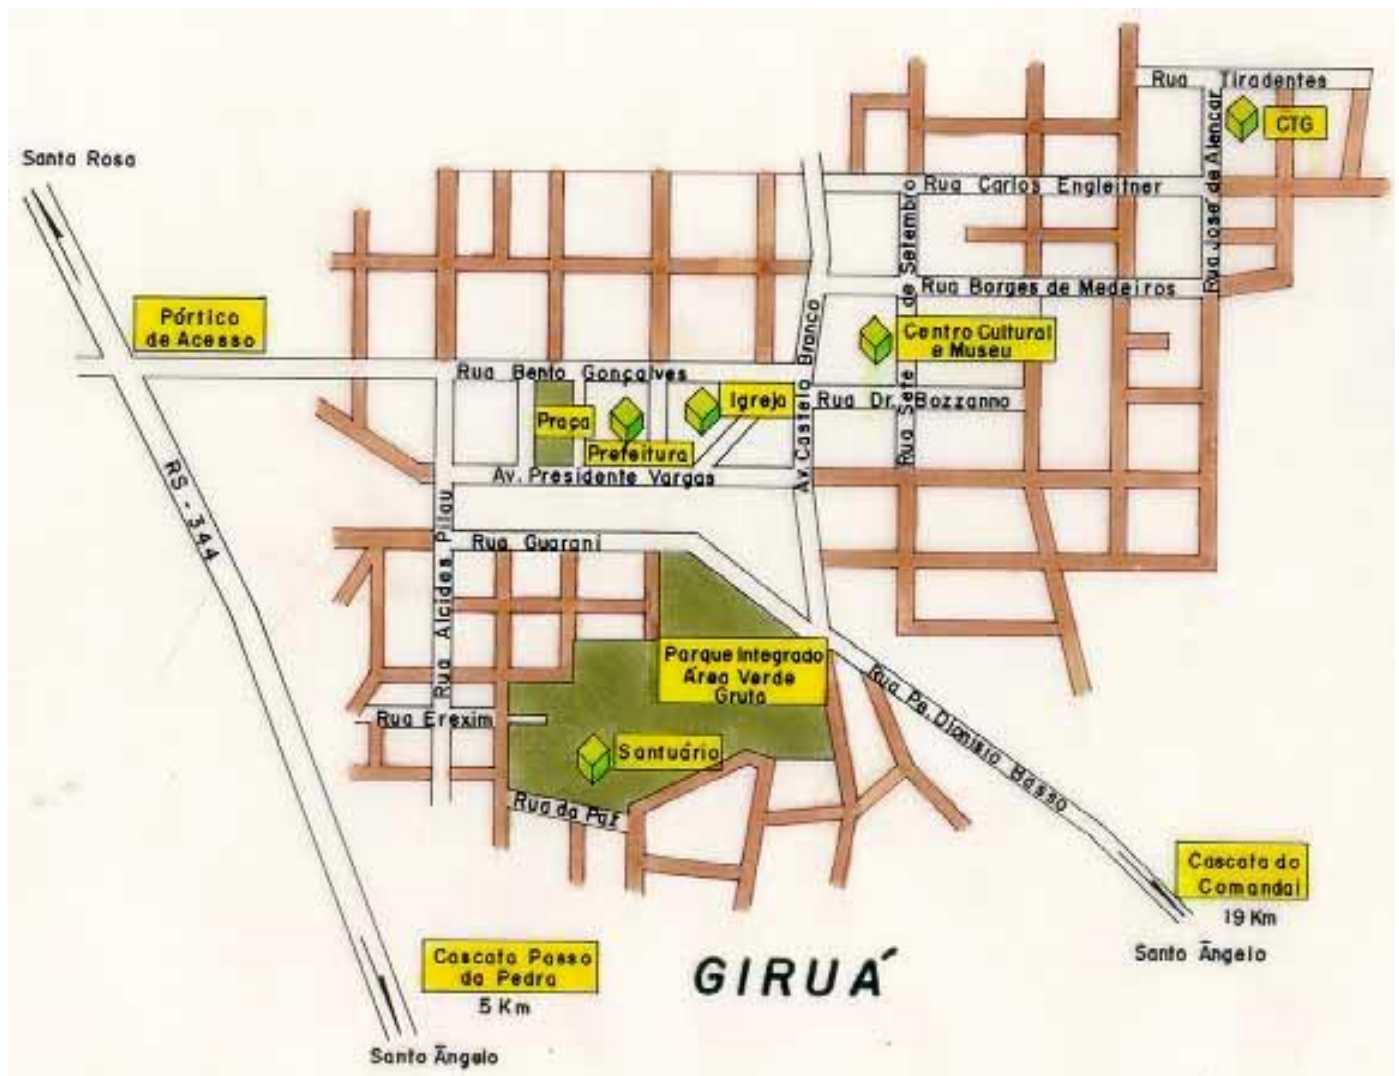 Rua Tiradentes
CTG
Rua José de Alencar
Santa Rosa
Rua Carlos Engleitner
Rua Sete de Setembro
Rua Borges de Medeiros
Pórtico
de Acesso
Centro Cultural
e Museu
Av. Castelo Branco
Rua Bento Gonçalves
Igreja
Rua Dr. Bozzanno
Praça
Prefeitura
Av. Presidente Vargas
RS - 344
Rua Alcides Pilau
Rua Guarani
Parque Integrado
Área Verde
Gruta
Rua Pe. Dionísio Basso
Rua Erexim
Santuário
Rua da Paz
Cascata do
Comandaí
19 Km
Santo Ângelo
Cascata Passo
da Pedra
5 Km
GIRUÁ
Santo Ângelo